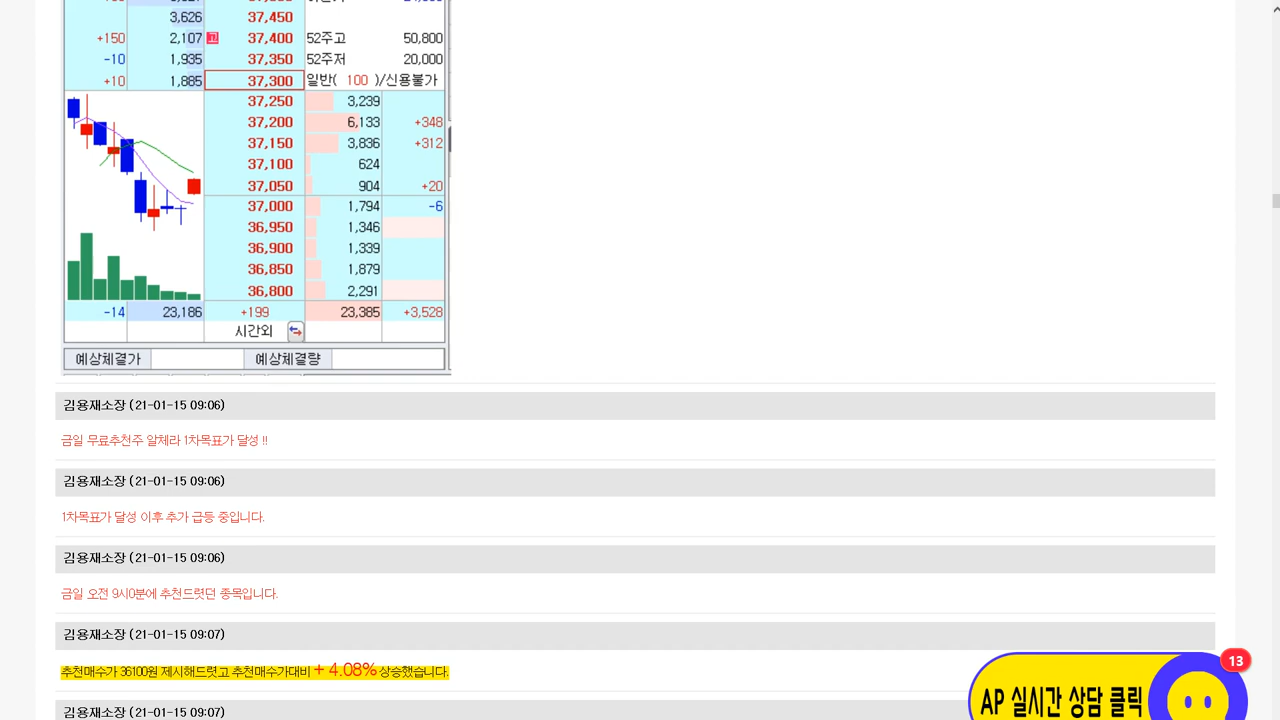 3,626 37,450
+150 2,107 고 37,400 52주고 50,800
-10 1,935 37,350 52주저 20,000
+10 1,885 37,300 일반( 100 )/신용불가
37,250 3,239
37,200 6,133 +348
37,150 3,836 +312
37,100 624
37,050 904 +20
37,000 1,794 -6
36,950 1,346
36,900 1,339
36,850 1,879
36,800 2,291
-14 23,186 +199 23,385 +3,528
시간외
예상체결가 예상체결량
김용재소장 (21-01-15 09:06)
금일 무료추천주 알체라 1차목표가 달성 !!
김용재소장 (21-01-15 09:06)
1차목표가 달성 이후 추가 급등 중입니다.
김용재소장 (21-01-15 09:06)
금일 오전 9시0분에 추천드렷던 종목입니다.
김용재소장 (21-01-15 09:07)
추천매수가 36100원 제시해드렷고 추천매수가대비 + 4.08% 상승했습니다.
김용재소장 (21-01-15 09:07)
13
AP 실시간 상담 클릭